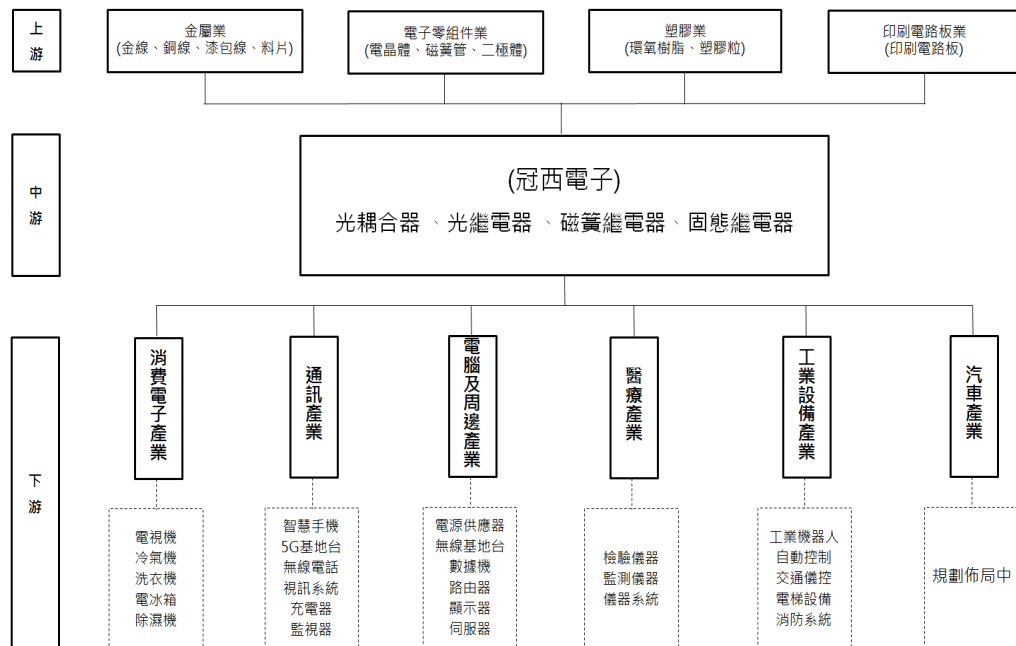 上
游
金屬業
(金線、銅線、漆包線、料片)
電子零組件業
(電晶體、磁簧管、二極體)
塑膠業
(環氧樹脂、塑膠粒)
印刷電路板業
(印刷電路板)
中
游
(冠西電子)
光耦合器、光繼電器、磁簧繼電器、固態繼電器
下
游
消費電子產業
通訊產業
電腦及周邊產業
醫療產業
工業設備產業
汽車產業
電視機
冷氣機
洗衣機
電冰箱
除濕機
智慧手機
5G基地台
無線電話
視訊系統
充電器
監視器
電源供應器
無線基地台
數據機
路由器
顯示器
伺服器
檢驗儀器
監測儀器
儀器系統
工業機器人
自動控制
交通儀控
電梯設備
消防系統
規劃佈局中